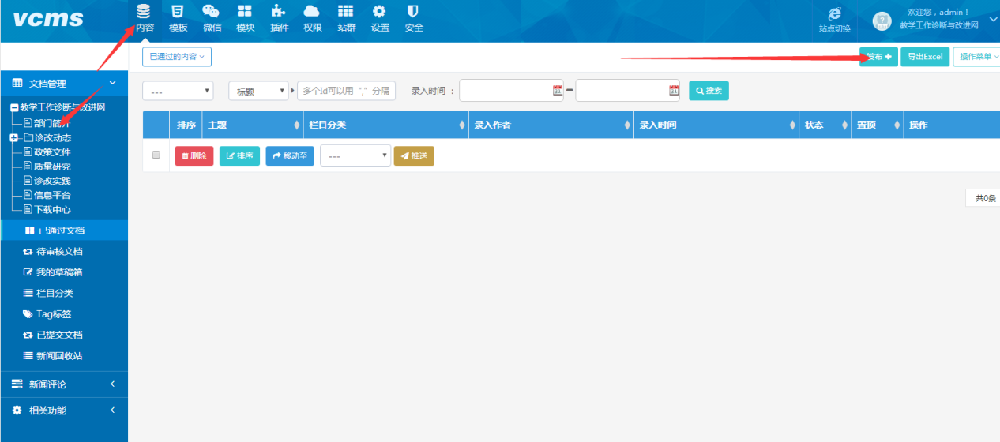 vcms
内容 模板 微信 模块 插件 权限 站群 设置 安全
站点切换
欢迎您，admin！
教学工作诊断与改进网
已通过的内容
发布 导出Excel 操作菜单
文档管理
教学工作诊断与改进网
部门简介
诊改动态
政策文件
质量研究
诊改实践
信息平台
下载中心
已通过文档
待审核文档
我的草稿箱
栏目分类
Tag标签
已提交文档
新闻回收站
新闻评论
相关功能
--- 标题 多个Id可以用 “,” 分隔 录入时间 ： 搜索
排序 主题 栏目分类 录入作者 录入时间 状态 置顶 操作
删除 排序 移动至 --- 推送
共0条